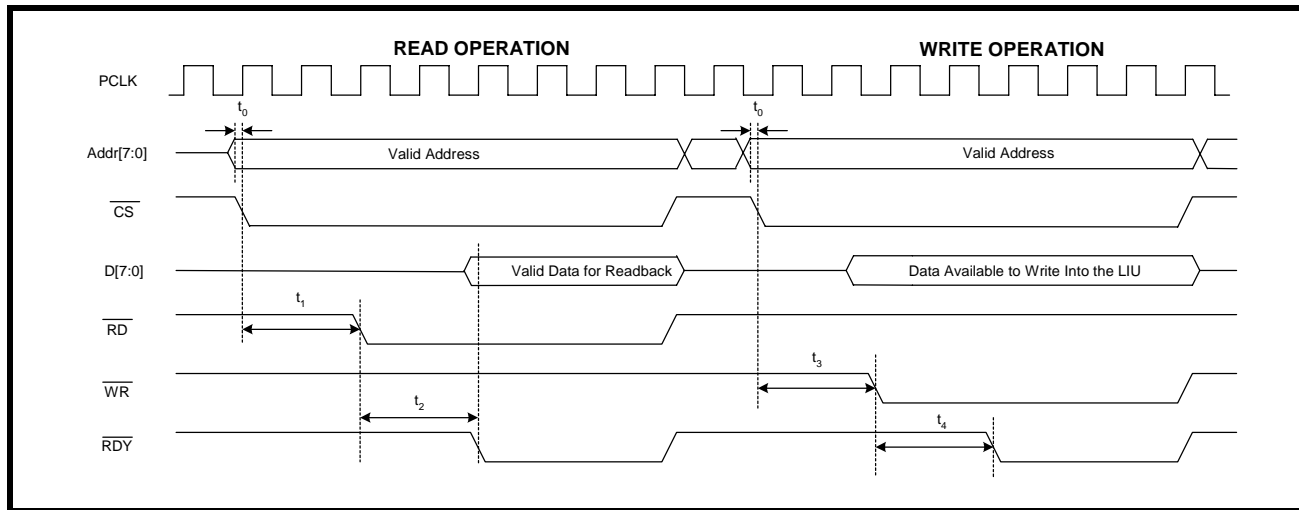 READ OPERATION WRITE OPERATION
PCLK
t0 t0
Addr[7:0] Valid Address Valid Address
CS
D[7:0] Valid Data for Readback Data Available to Write Into the LIU
t1
RD
t3
WR
t2 t4
RDY